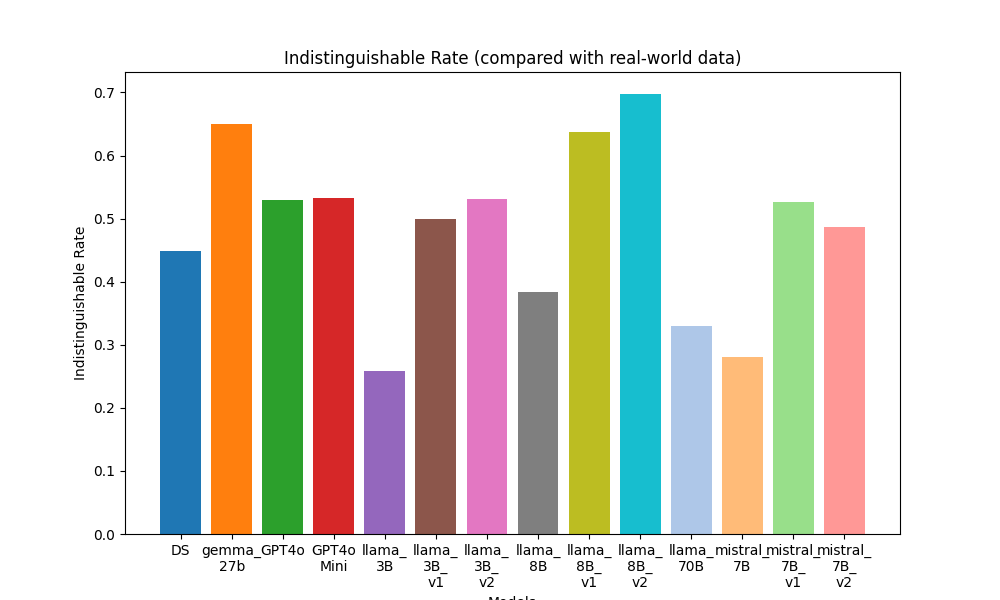 Indistinguishable Rate (compared with real-world data)
Indistinguishable Rate
0.7
0.6
0.5
0.4
0.3
0.2
0.1
0.0
DS
gemma_
27b
GPT4o
GPT4o
Mini
llama_
3B
llama_
3B_
v1
llama_
3B_
v2
llama_
8B
llama_
8B_
v1
llama_
8B_
v2
llama_
70B
mistral_
7B
mistral_
7B_
v1
mistral_
7B_
v2
Models